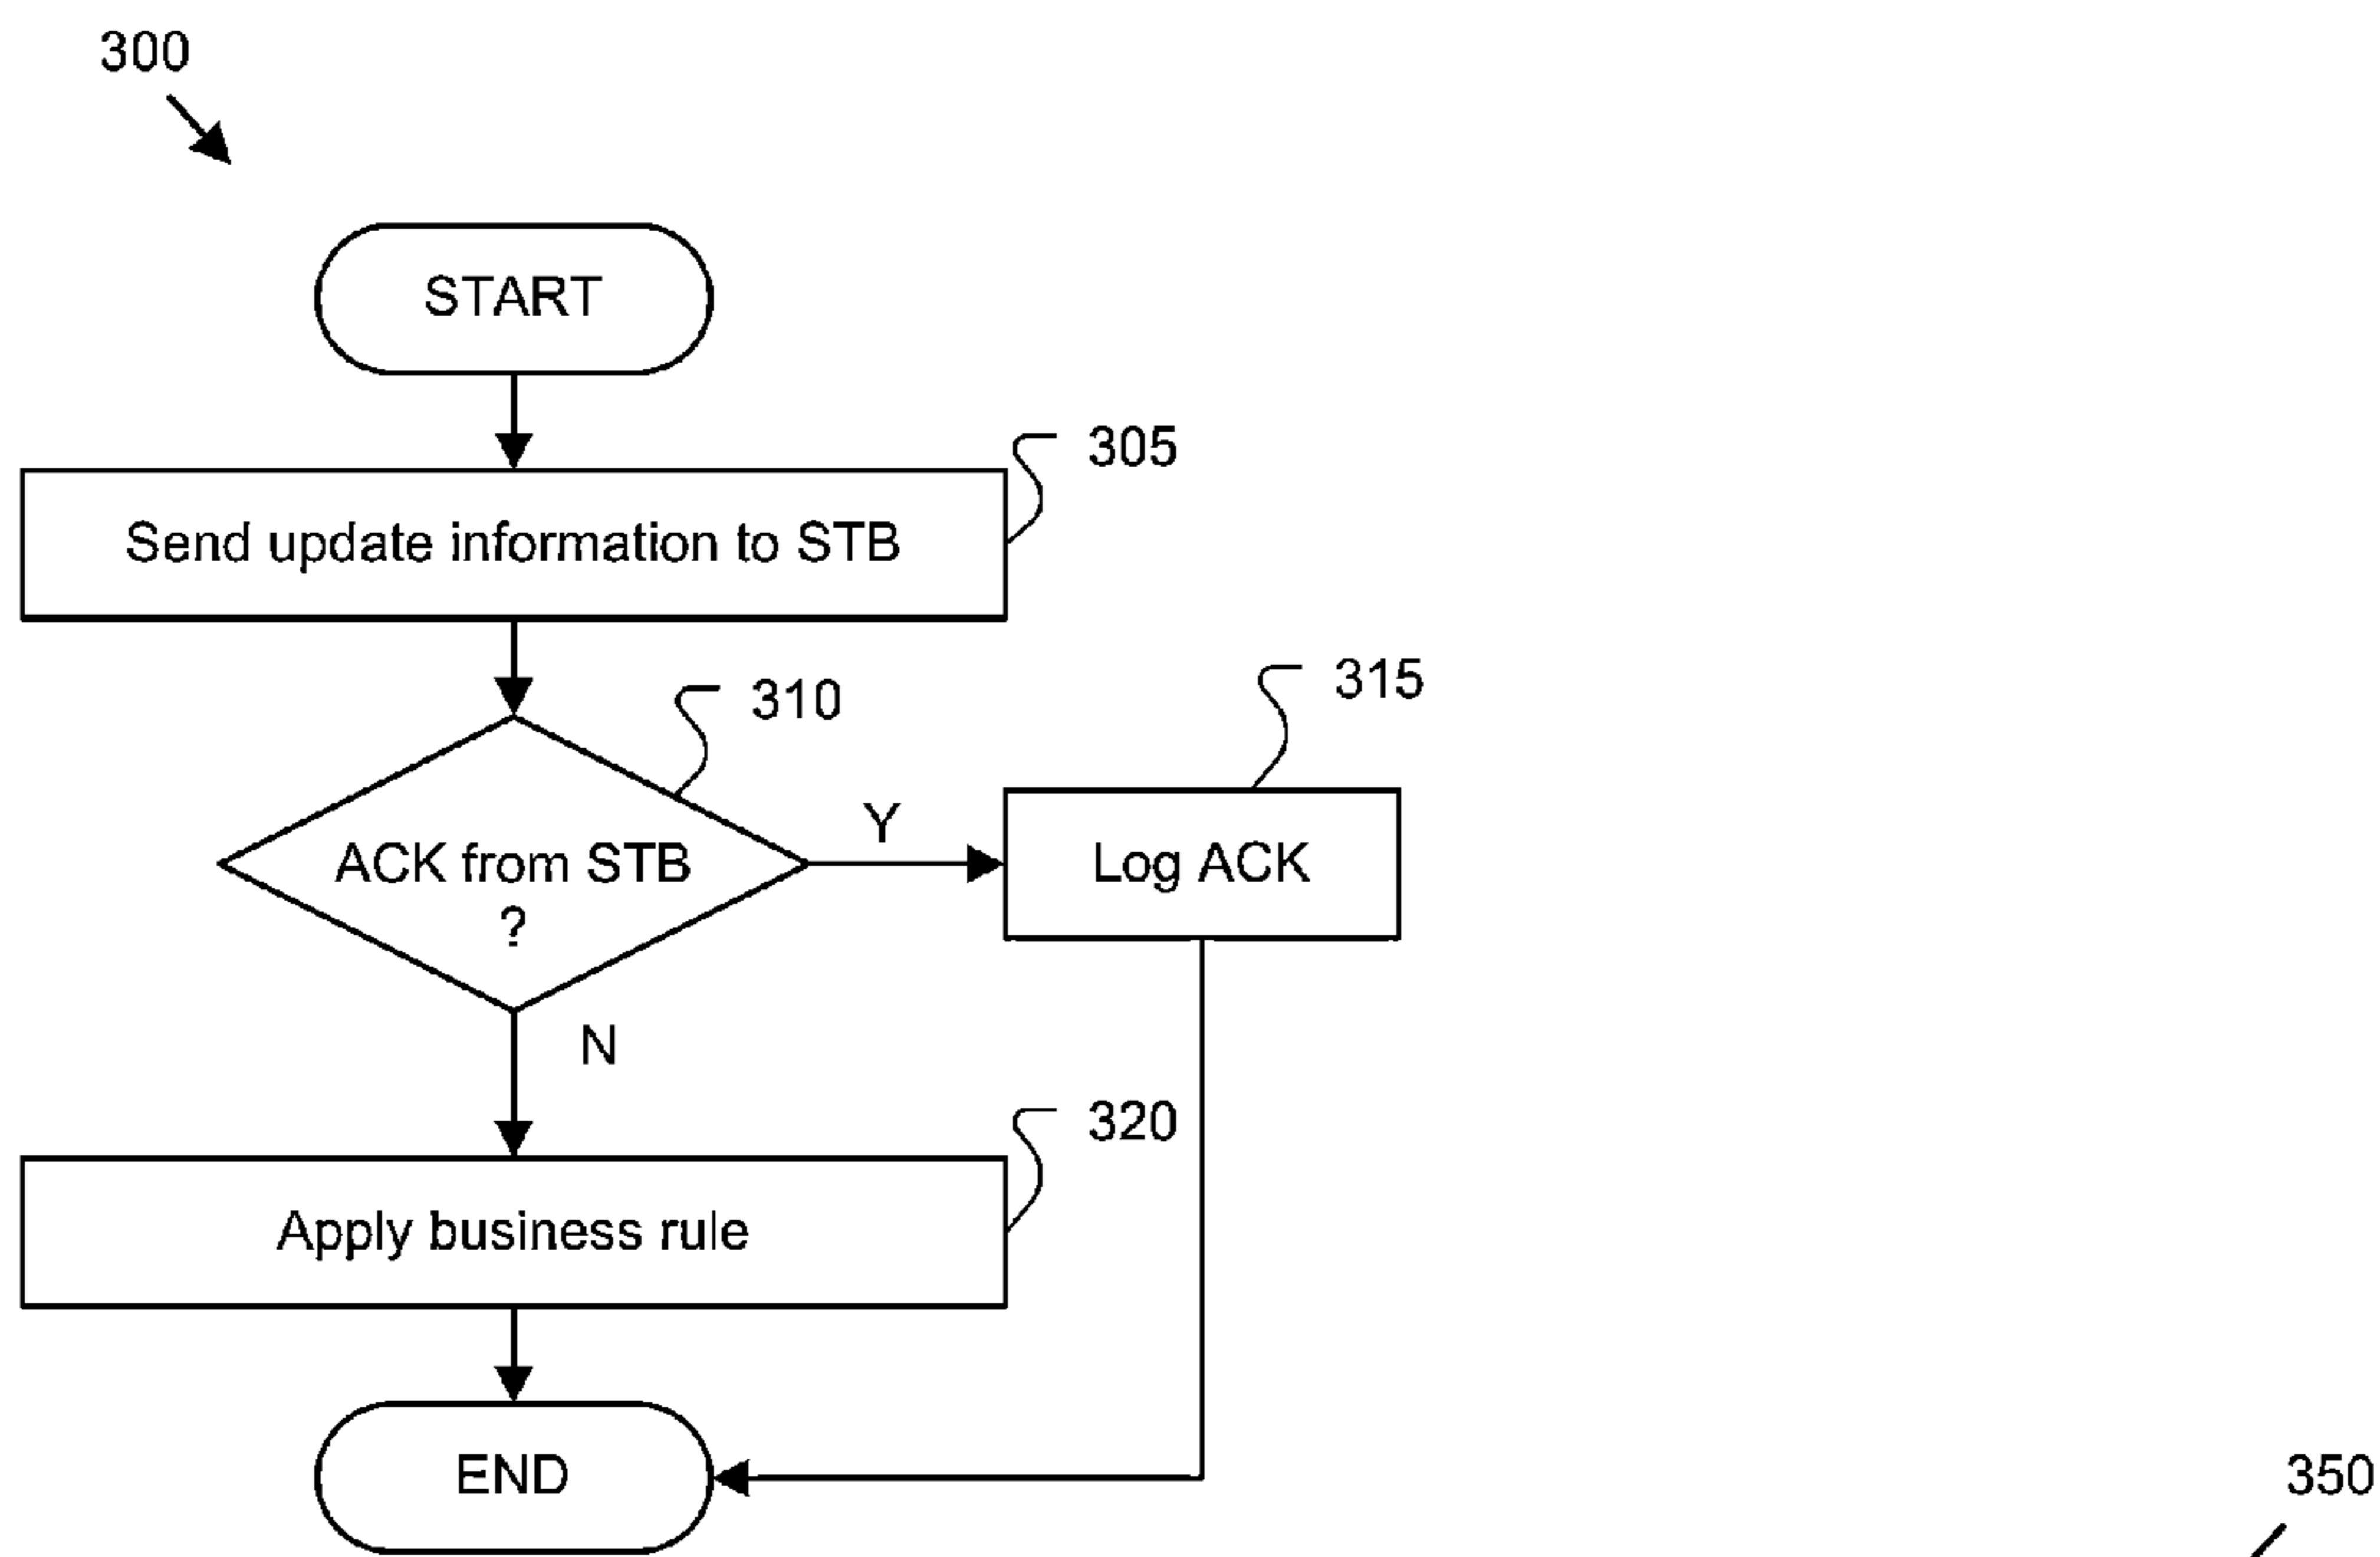 300
START
305
Send update information to STB
310
315
Y
ACK from STB
?
Log ACK
N
320
Apply business rule
END
350